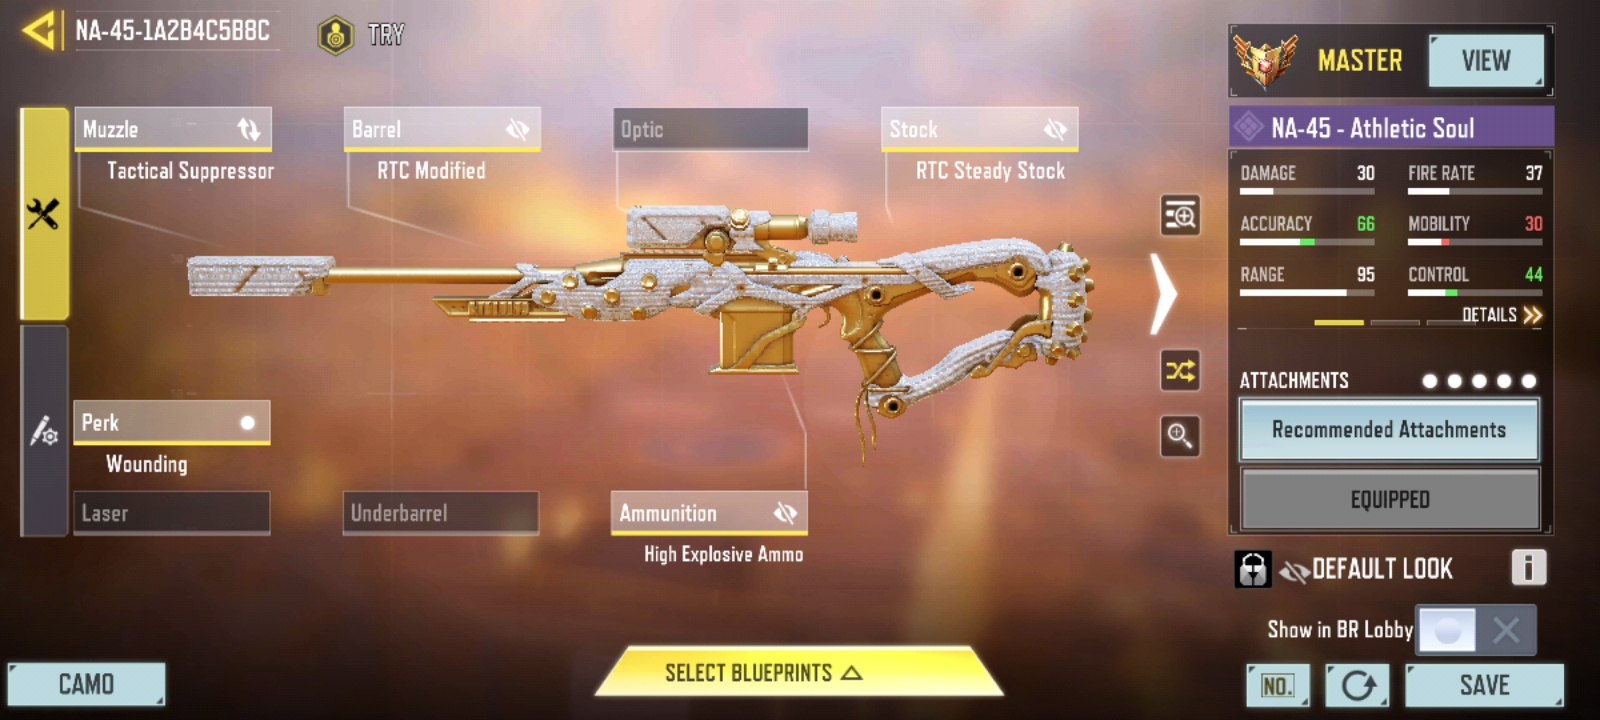 NA-45-1A2B4C5B8C
TRY
MASTER
VIEW
Muzzle
Tactical Suppressor
Barrel
RTC Modified
Optic
Stock
RTC Steady Stock
NA-45 - Athletic Soul
DAMAGE 30
FIRE RATE 37
ACCURACY 66
MOBILITY 30
RANGE 95
CONTROL 44
DETAILS
ATTACHMENTS
Recommended Attachments
EQUIPPED
Perk
Wounding
Laser
Underbarrel
Ammunition
High Explosive Ammo
DEFAULT LOOK
i
Show in BR Lobby
CAMO
SELECT BLUEPRINTS
NO.
SAVE